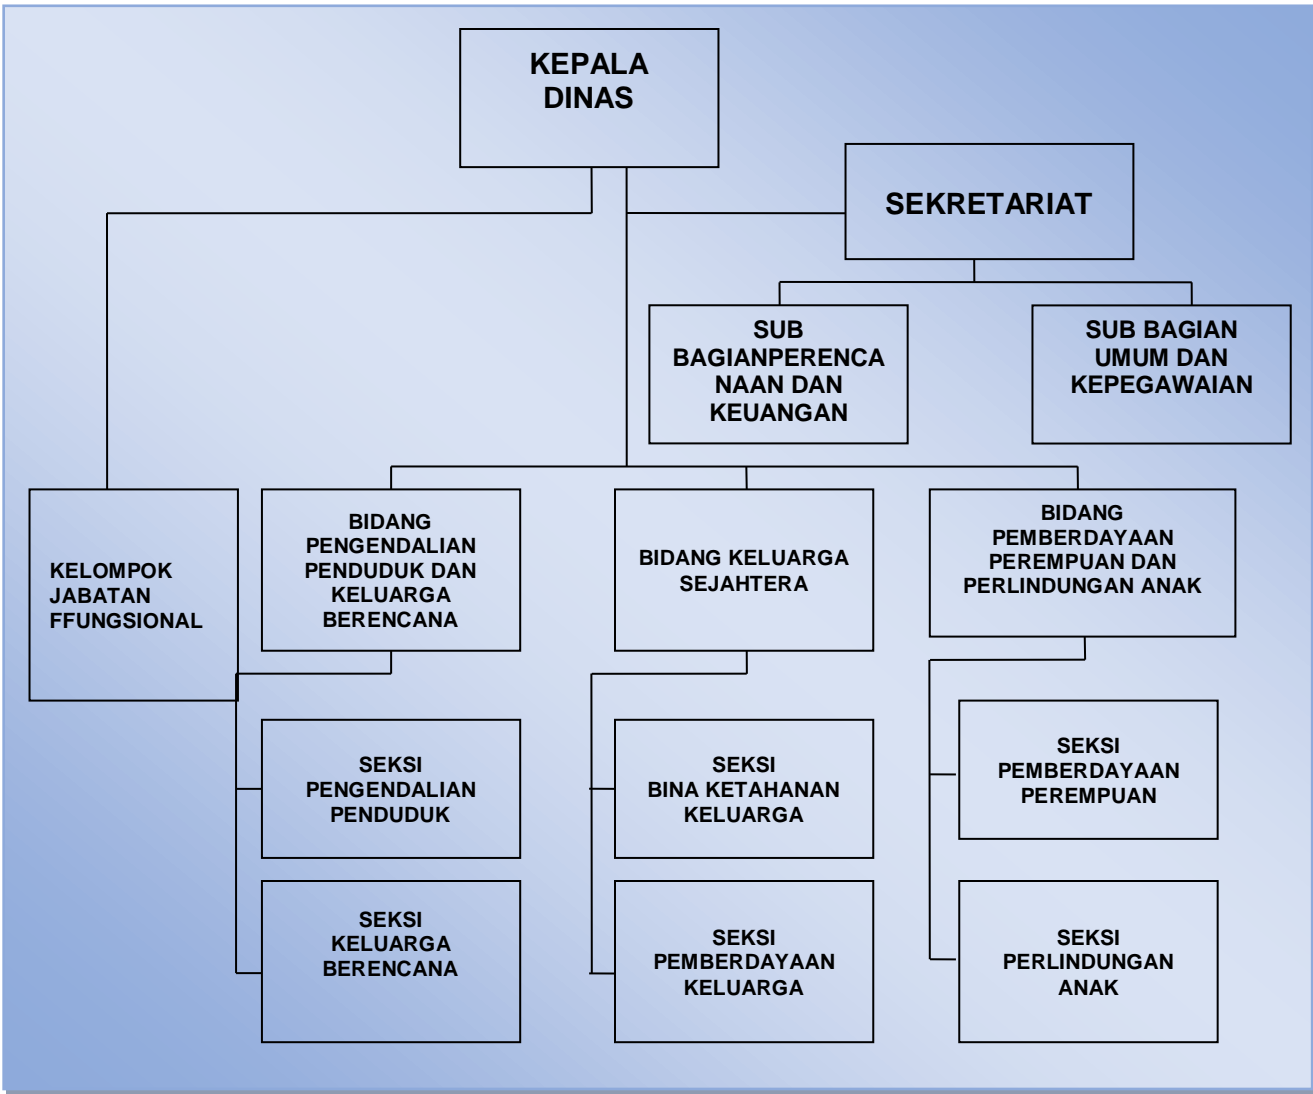 KEPALA
DINAS
SEKRETARIAT
SUB
BAGIANPERENCA
NAAN DAN
KEUANGAN
SUB BAGIAN
UMUM DAN
KEPEGAWAIAN
KELOMPOK
JABATAN
FFUNGSIONAL
BIDANG
PENGENDALIAN
PENDUDUK DAN
KELUARGA
BERENCANA
BIDANG KELUARGA
SEJAHTERA
BIDANG
PEMBERDAYAAN
PEREMPUAN DAN
PERLINDUNGAN ANAK
SEKSI
PENGENDALIAN
PENDUDUK
SEKSI
BINA KETAHANAN
KELUARGA
SEKSI
PEMBERDAYAAN
PEREMPUAN
SEKSI
KELUARGA
BERENCANA
SEKSI
PEMBERDAYAAN
KELUARGA
SEKSI
PERLINDUNGAN
ANAK